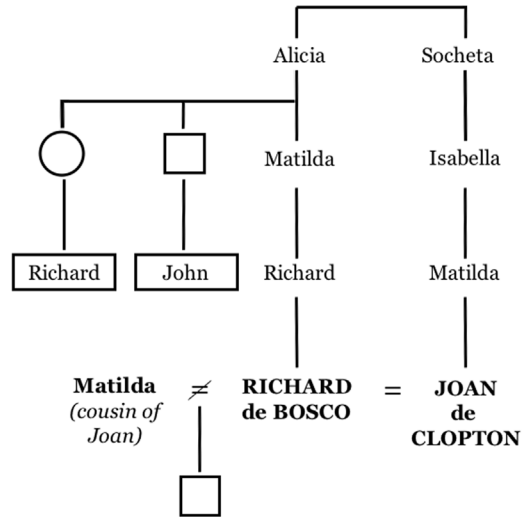 Alicia Socheta
Matilda Isabella
Richard John Richard Matilda
Matilda ≠ RICHARD = JOAN
(cousin of de BOSCO de
Joan) CLOPTON